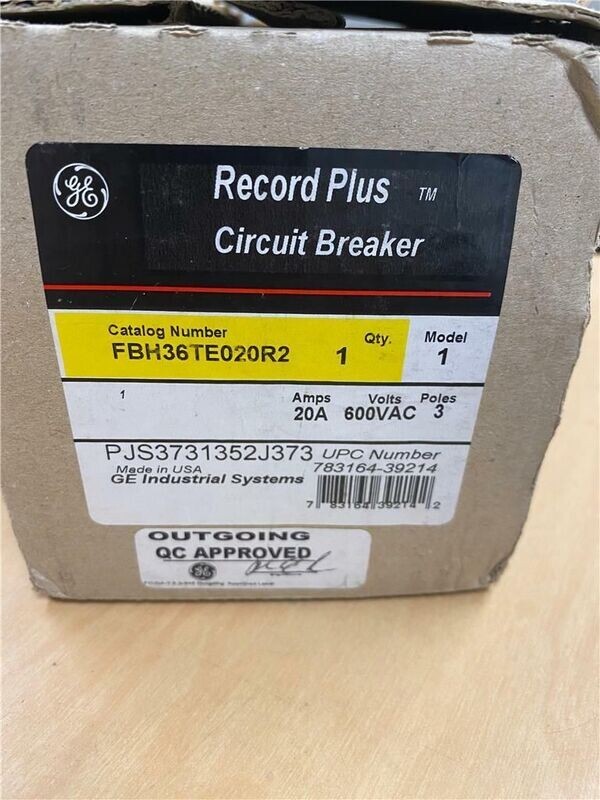 GE
Record Plus TM
Circuit Breaker
Catalog Number Qty. Model
FBH36TE020R2 1 1
1 Amps Volts Poles
20A 600VAC 3
PJS3731352J373 UPC Number
Made in USA 783164-39214
GE Industrial Systems
7 83164 39214 2
OUTGOING
QC APPROVED
GE